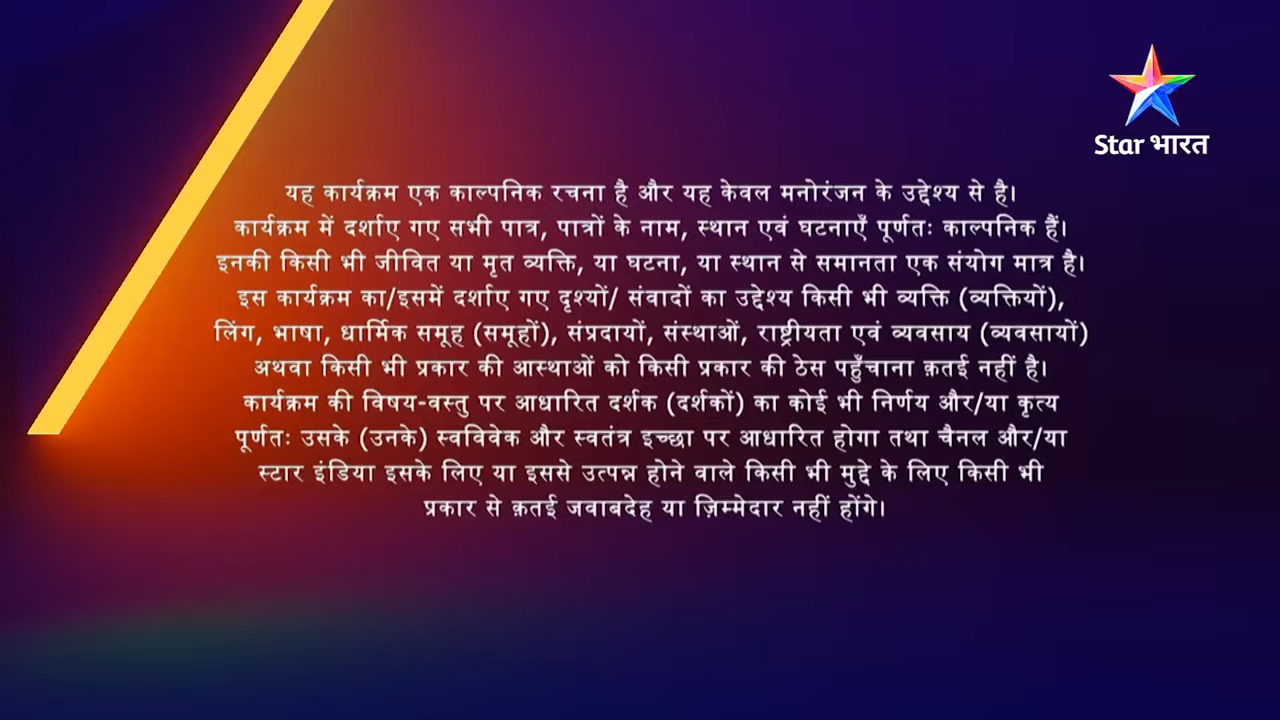 Star भारत
यह कार्यक्रम एक काल्पनिक रचना है और यह केवल मनोरंजन के उद्देश्य से है।
कार्यक्रम में दर्शाए गए सभी पात्र, पात्रों के नाम, स्थान एवं घटनाएँ पूर्णतः काल्पनिक हैं।
इनकी किसी भी जीवित या मृत व्यक्ति, या घटना, या स्थान से समानता एक संयोग मात्र है।
इस कार्यक्रम का/इसमें दर्शाए गए दृश्यों/ संवादों का उद्देश्य किसी भी व्यक्ति (व्यक्तियों),
लिंग, भाषा, धार्मिक समूह (समूहों), संप्रदायों, संस्थाओं, राष्ट्रीयता एवं व्यवसाय (व्यवसायों)
अथवा किसी भी प्रकार की आस्थाओं को किसी प्रकार की ठेस पहुँचाना क़तई नहीं है।
कार्यक्रम की विषय-वस्तु पर आधारित दर्शक (दर्शकों) का कोई भी निर्णय और/या कृत्य
पूर्णतः उसके (उनके) स्वविवेक और स्वतंत्र इच्छा पर आधारित होगा तथा चैनल और/या
स्टार इंडिया इसके लिए या इससे उत्पन्न होने वाले किसी भी मुद्दे के लिए किसी भी
प्रकार से क़तई जवाबदेह या ज़िम्मेदार नहीं होंगे।